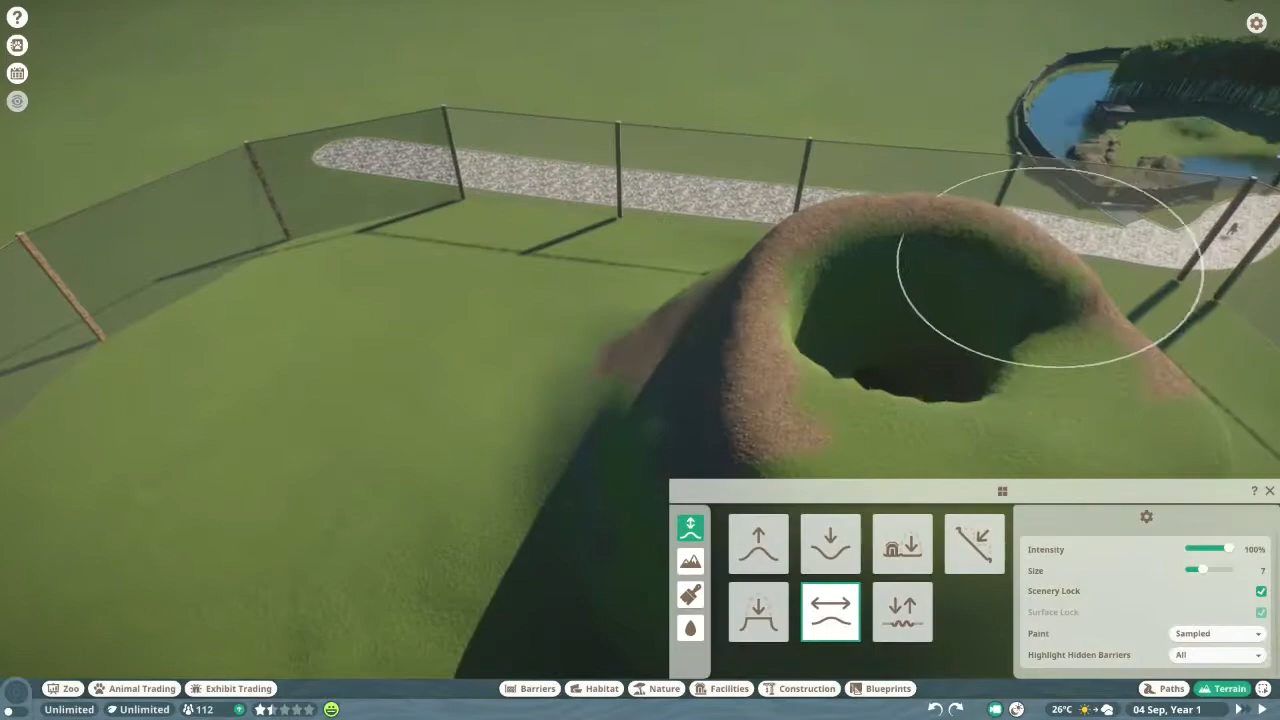 ?
? ✕
Intensity 100%
Size 7
Scenery Lock
Surface Lock
Paint Sampled
Highlight Hidden Barriers All
Zoo Animal Trading Exhibit Trading Barriers Habitat Nature Facilities Construction Blueprints Paths Terrain
Unlimited Unlimited 112 26°C 04 Sep, Year 1